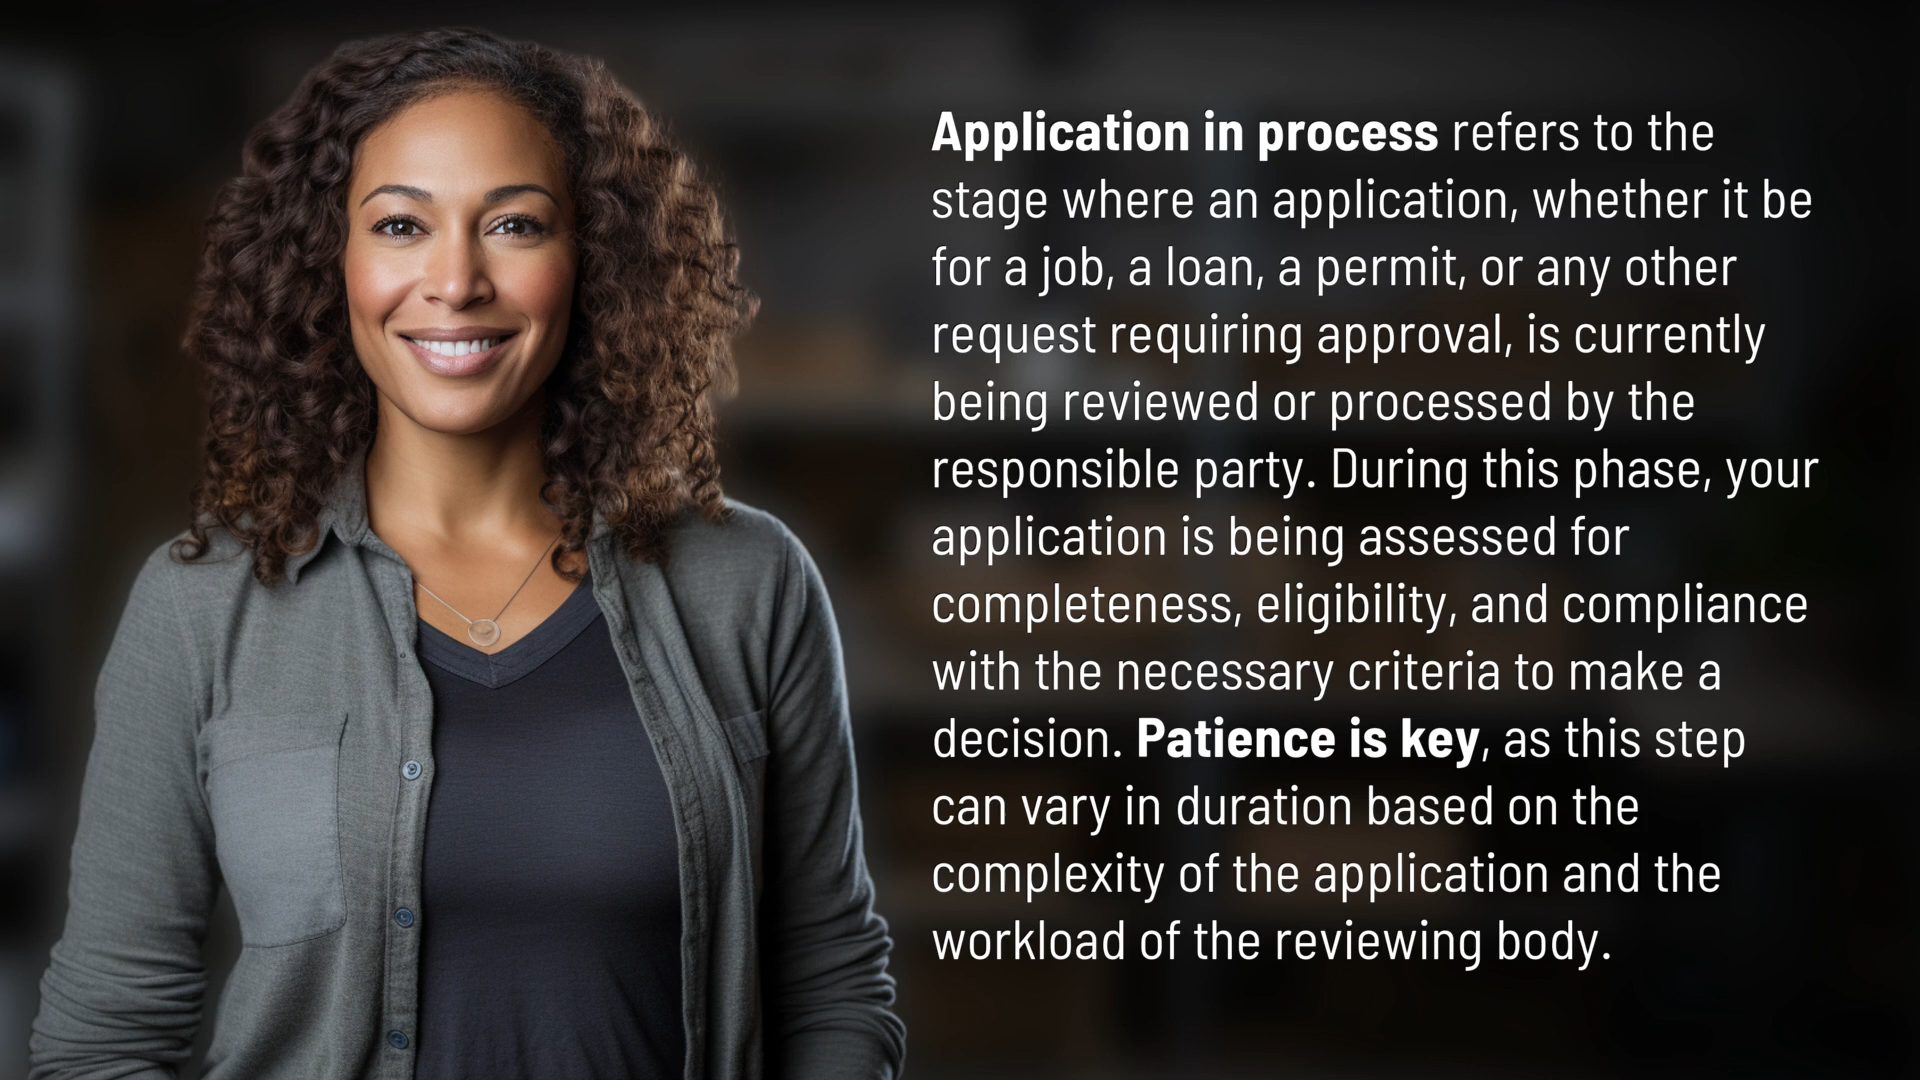 Application in process refers to the
stage where an application, whether it be
for a job, a loan, a permit, or any other
request requiring approval, is currently
being reviewed or processed by the
responsible party. During this phase, your
application is being assessed for
completeness, eligibility, and compliance
with the necessary criteria to make a
decision. Patience is key, as this step
can vary in duration based on the
complexity of the application and the
workload of the reviewing body.